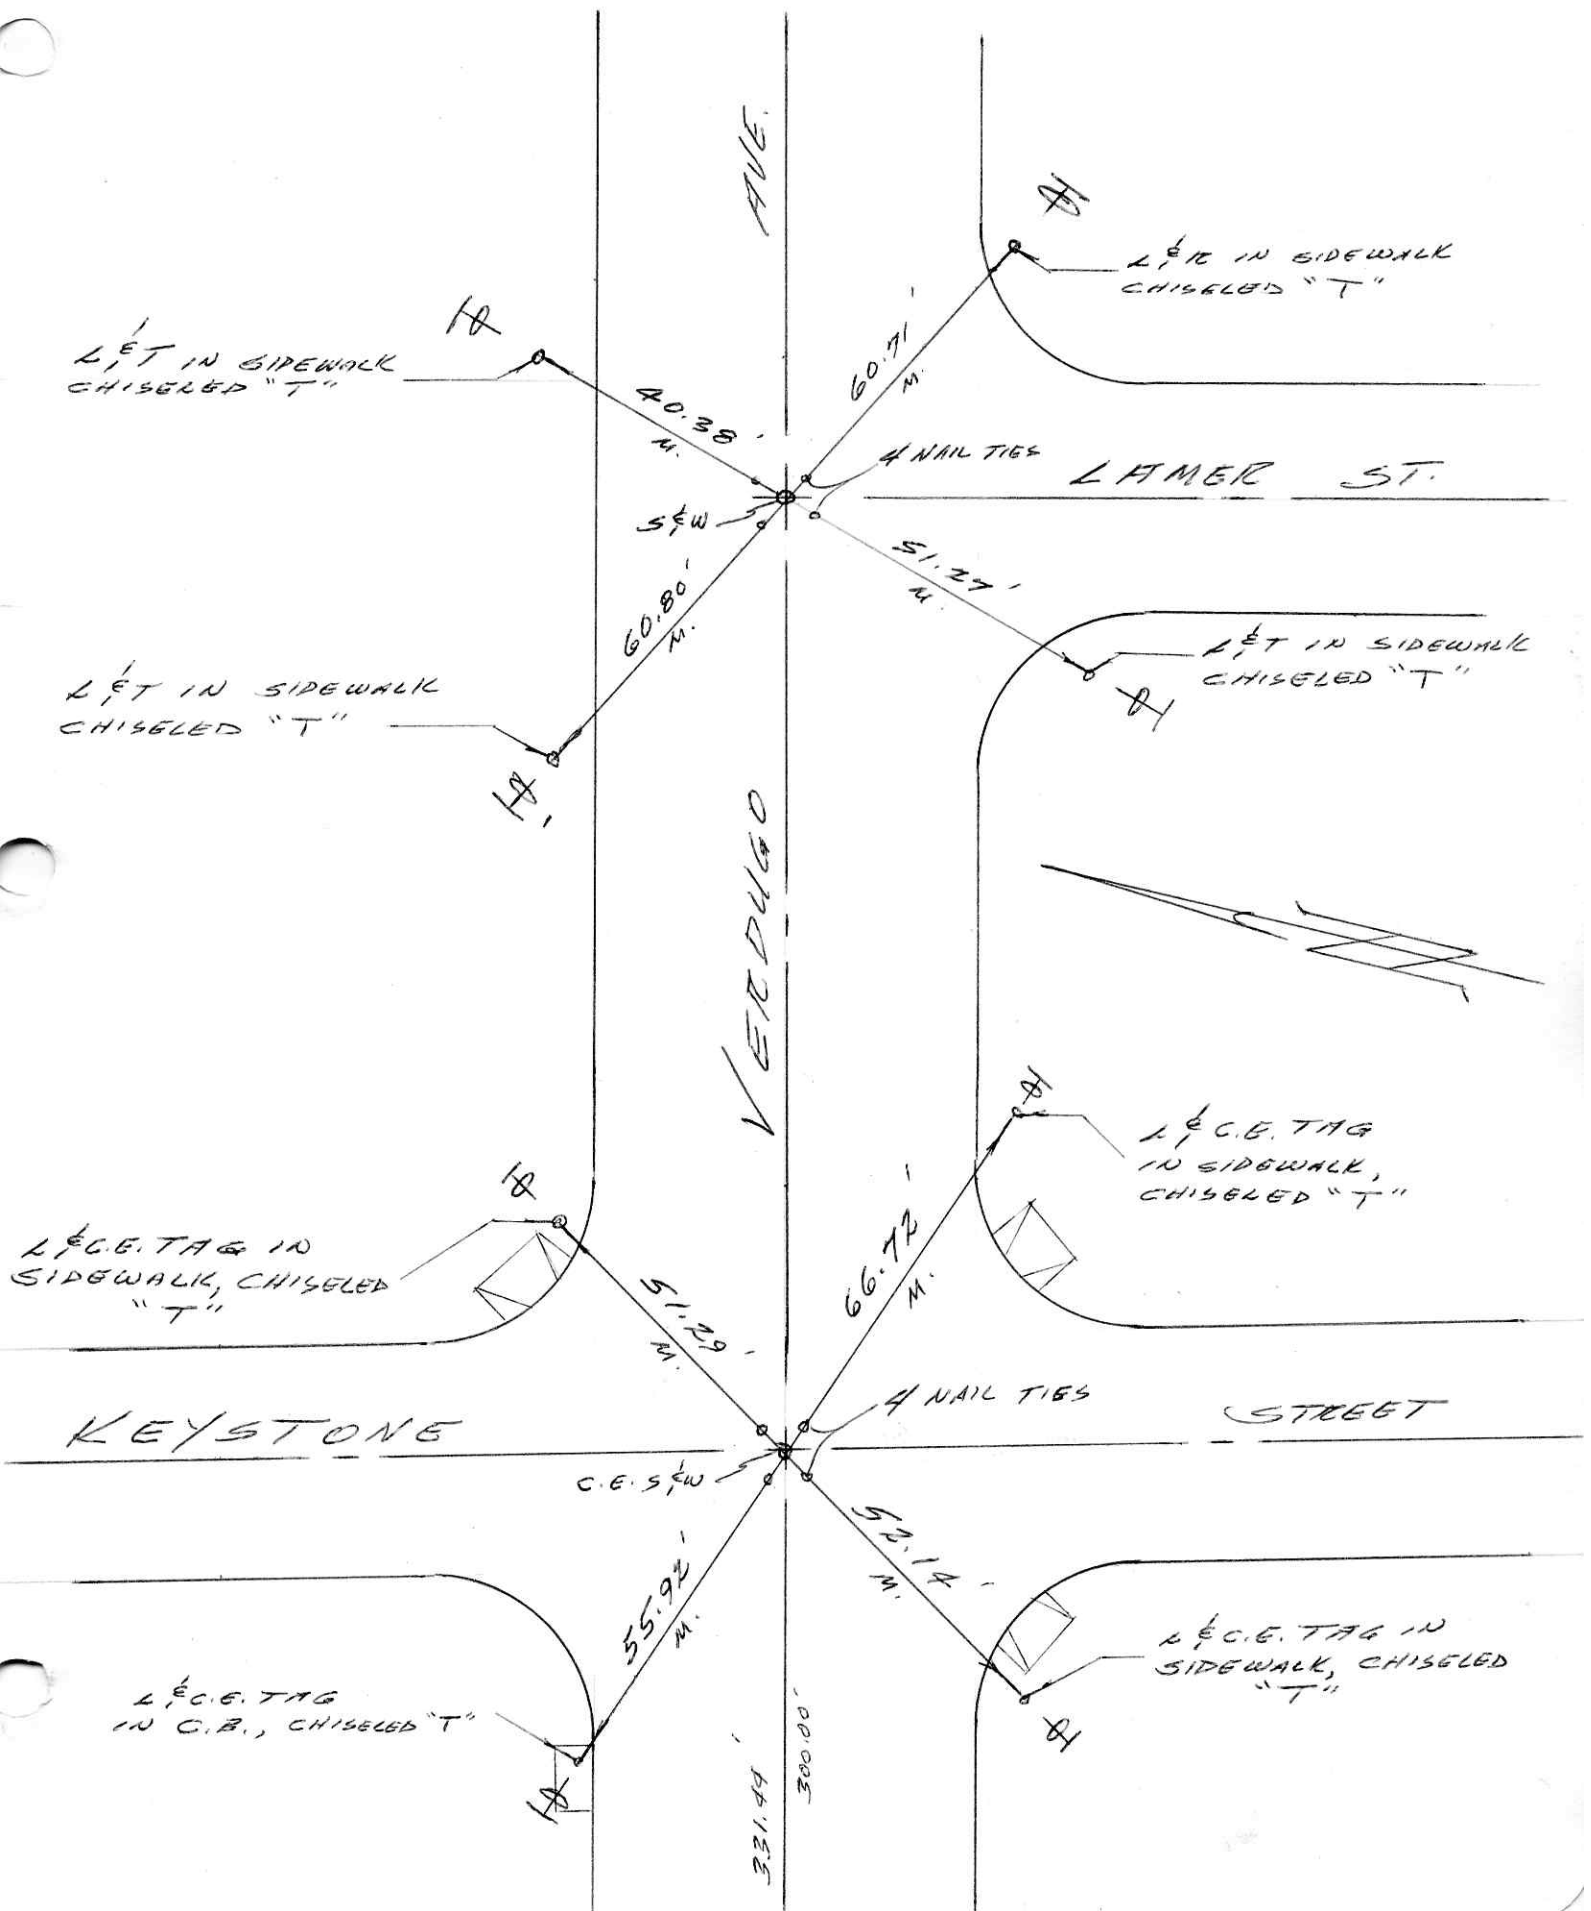 AVE.
L & R IN SIDEWALK
CHISELED "T"
L & T IN SIDEWALK
CHISELED "T"
60.71'
M.
40.38'
M.
4 NAIL TIES
LAMER ST.
S & W
51.27'
M.
60.80'
M.
L & T IN SIDEWALK
CHISELED "T"
L & T IN SIDEWALK
CHISELED "T"
VERDUGO
L & C.E. TAG
IN SIDEWALK,
CHISELED "T"
L & C.E. TAG IN
SIDEWALK, CHISELED
"T"
66.72'
M.
51.29'
M.
4 NAIL TIES
KEYSTONE STREET
C.E. S & W
52.14'
M.
55.92'
M.
L & C.E. TAG IN
SIDEWALK, CHISELED
"T"
L & C.E. TAG
IN C.B., CHISELED "T"
331.44'
300.00'